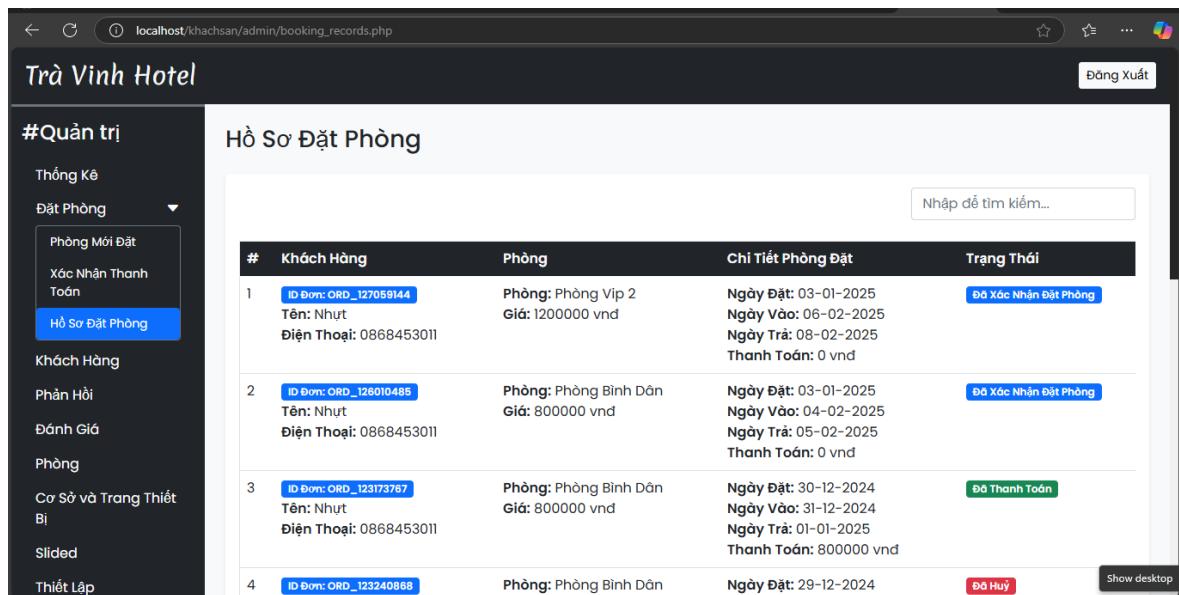 localhost/khachsan/admin/booking_records.php
Trà Vinh Hotel
Đăng Xuất
#Quản trị
Thống Kê
Đặt Phòng
Phòng Mới Đặt
Xác Nhận Thanh
Toán
Hồ Sơ Đặt Phòng
Khách Hàng
Phản Hồi
Đánh Giá
Phòng
Cơ Sở và Trang Thiết
Bị
Slided
Thiết Lập
Hồ Sơ Đặt Phòng
Nhập để tìm kiếm...
# Khách Hàng Phòng Chi Tiết Phòng Đặt Trạng Thái
1 ID Đơn: ORD_127059144 Phòng: Phòng Vip 2 Ngày Đặt: 03-01-2025 Đã Xác Nhận Đặt Phòng
Tên: Nhựt Giá: 1200000 vnđ Ngày Vào: 06-02-2025
Điện Thoại: 0868453011 Ngày Trả: 08-02-2025
Thanh Toán: 0 vnđ
2 ID Đơn: ORD_126010485 Phòng: Phòng Bình Dân Ngày Đặt: 03-01-2025 Đã Xác Nhận Đặt Phòng
Tên: Nhựt Giá: 800000 vnđ Ngày Vào: 04-02-2025
Điện Thoại: 0868453011 Ngày Trả: 05-02-2025
Thanh Toán: 0 vnđ
3 ID Đơn: ORD_123173767 Phòng: Phòng Bình Dân Ngày Đặt: 30-12-2024 Đã Thanh Toán
Tên: Nhựt Giá: 800000 vnđ Ngày Vào: 31-12-2024
Điện Thoại: 0868453011 Ngày Trả: 01-01-2025
Thanh Toán: 800000 vnđ
4 ID Đơn: ORD_123240868 Phòng: Phòng Bình Dân Ngày Đặt: 29-12-2024 Đã Huỷ
Show desktop